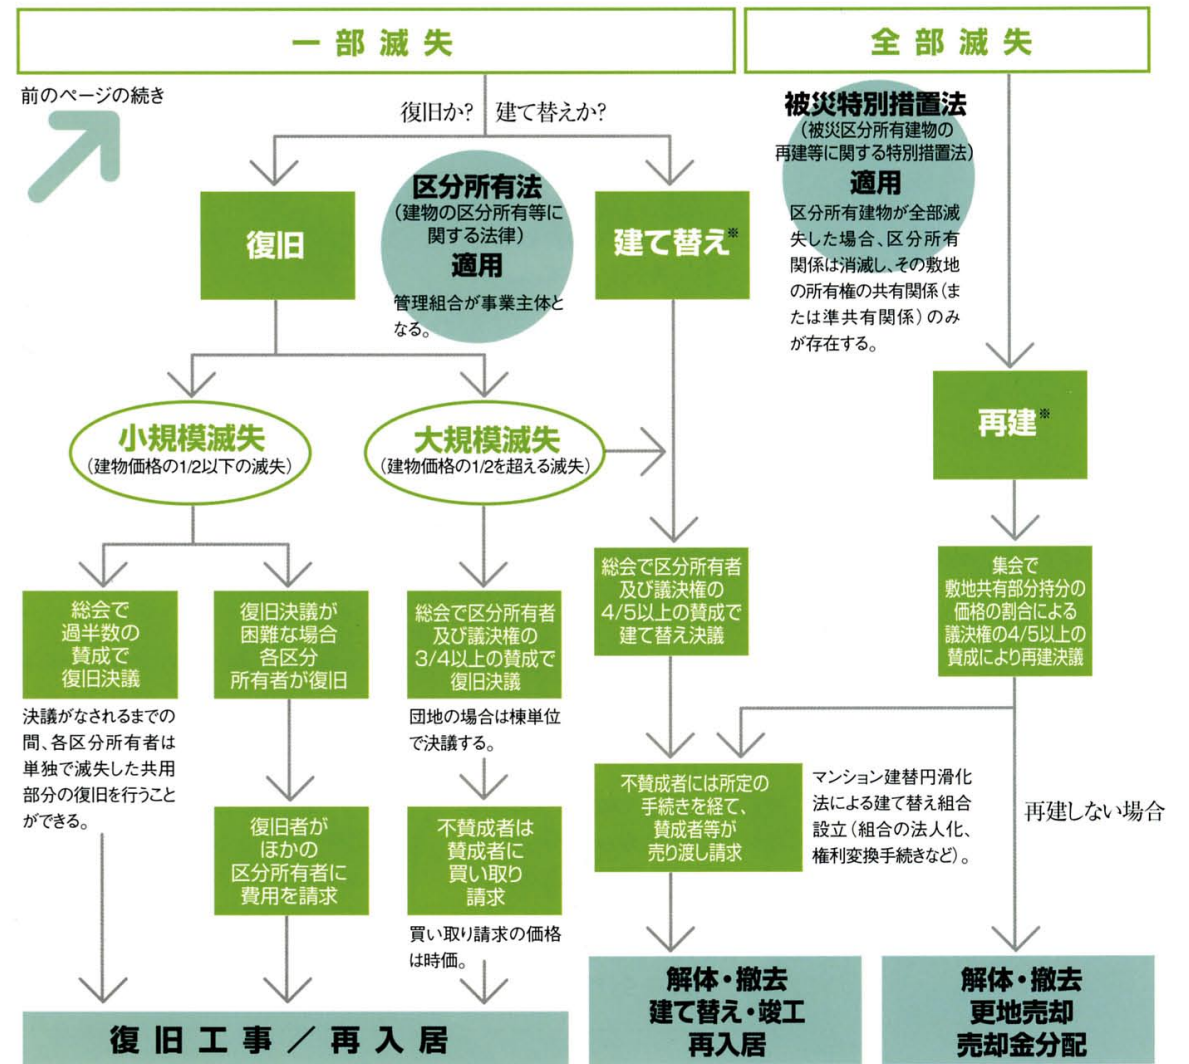 一部滅失
全部滅失
前のページの続き
復旧か?
建て替えか?
被災特別措置法
(被災区分所有建物の
再建等に関する特別措置法)
適用
区分所有建物が全部滅
失した場合、区分所有
関係は消滅し、その敷地
の所有権の共有関係(ま
たは準共有関係)のみ
が存在する。
復旧
区分所有法
(建物の区分所有等に
関する法律)
適用
管理組合が事業主体と
なる。
建て替え※
再建※
小規模滅失
(建物価格の1/2以下の滅失)
大規模滅失
(建物価格の1/2を超える滅失)
総会で
過半数の
賛成で
復旧決議
決議がなされるまでの
間、各区分所有者は
単独で滅失した共用
部分の復旧を行うこと
ができる。
復旧決議が
困難な場合
各区分
所有者が復旧
復旧者が
ほかの
区分所有者に
費用を請求
総会で区分所有者
及び議決権の
3/4以上の賛成で
復旧決議
団地の場合は棟単位
で決議する。
不賛成者は
賛成者に
買い取り
請求
買い取り請求の価格
は時価。
総会で区分所有者
及び議決権の
4/5以上の賛成で
建て替え決議
集会で
敷地共有部分持分の
価格の割合による
議決権の4/5以上の
賛成により再建決議
不賛成者には所定の
手続きを経て、
賛成者等が
売り渡し請求
マンション建替円滑化
法による建て替え組合
設立(組合の法人化、
権利変換手続きなど)。
再建しない場合
復旧工事/再入居
解体・撤去
建て替え・竣工
再入居
解体・撤去
更地売却
売却金分配